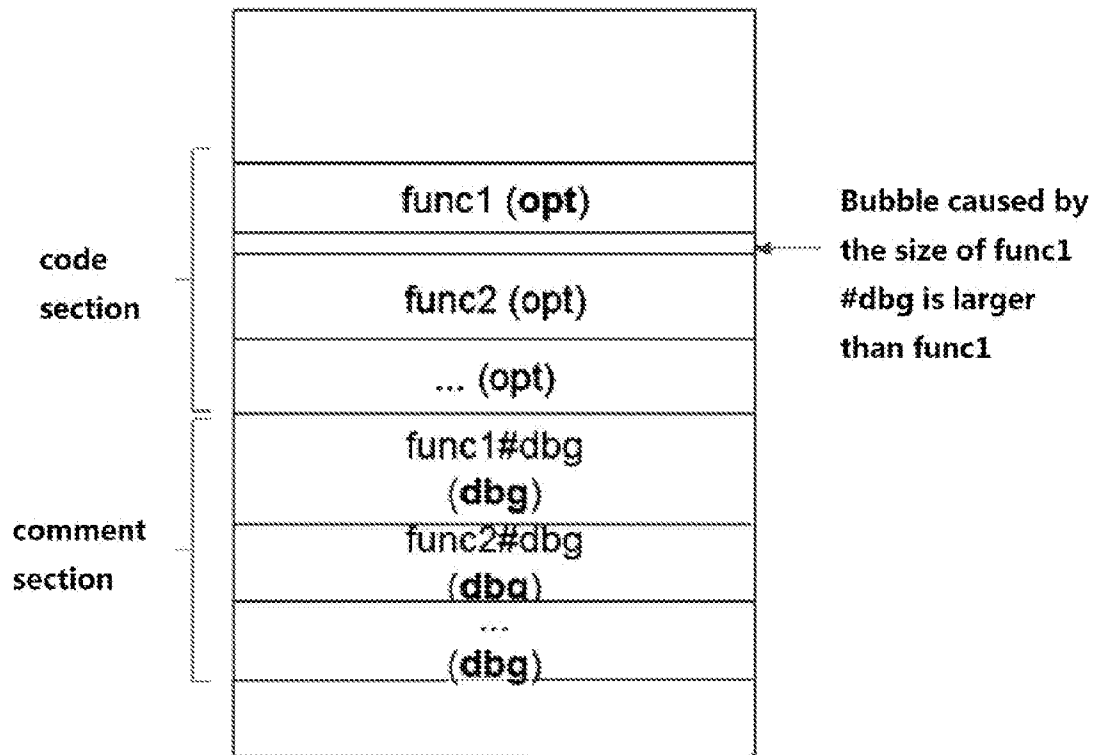 func1 (opt)
code
section
func2 (opt)
... (opt)
Bubble caused by
the size of func1
#dbg is larger
than func1
comment
section
func1#dbg
(dbg)
func2#dbg
(dbg)
...
(dbg)